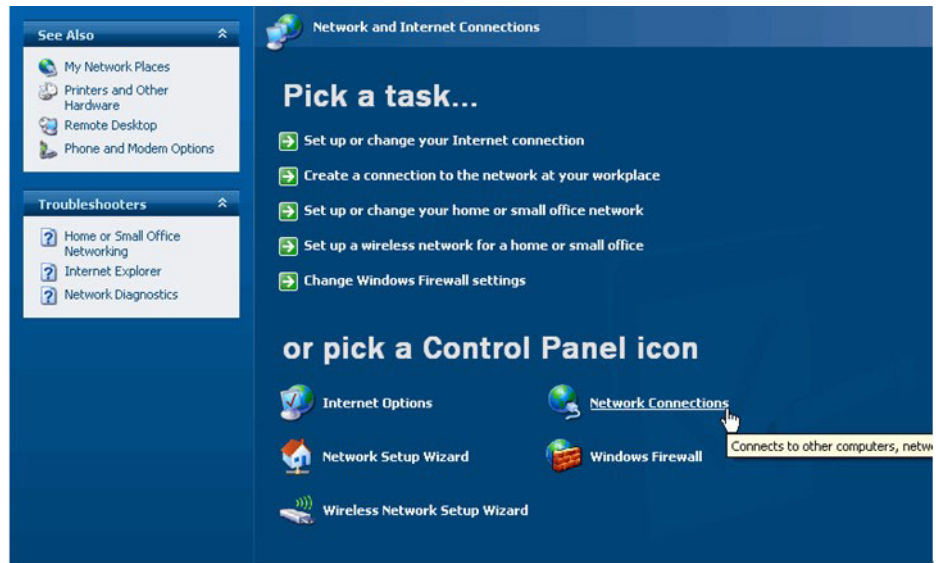 See Also
My Network Places
Printers and Other
Hardware
Remote Desktop
Phone and Modem Options
Troubleshooters
Home or Small Office
Networking
Internet Explorer
Network Diagnostics
Network and Internet Connections
Pick a task...
Set up or change your Internet connection
Create a connection to the network at your workplace
Set up or change your home or small office network
Set up a wireless network for a home or small office
Change Windows Firewall settings
or pick a Control Panel icon
Internet Options
Network Connections
Connects to other computers, netw
Network Setup Wizard
Windows Firewall
Wireless Network Setup Wizard